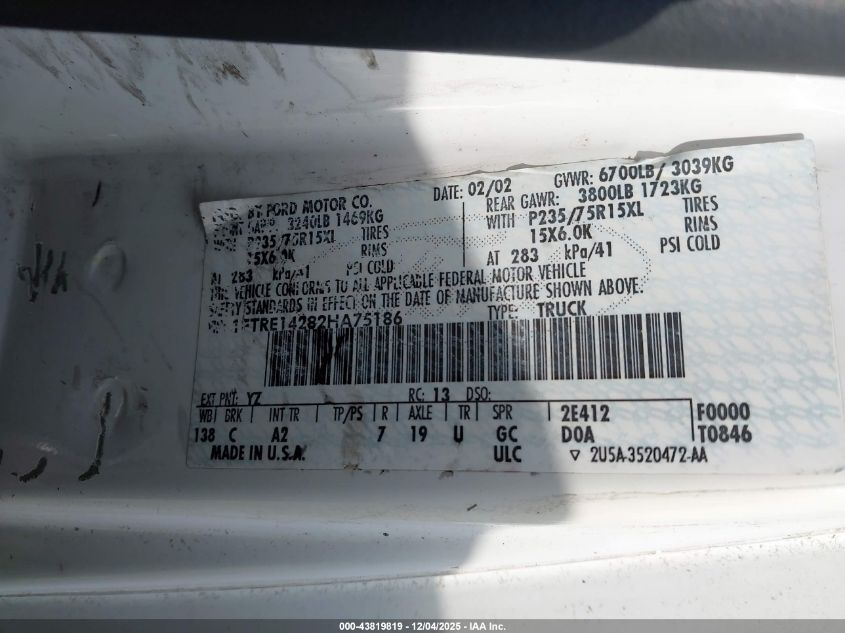 BY FORD MOTOR CO.
DATE: 02/02
GVWR: 6700LB/ 3039KG
3240LB 1469KG
REAR GAWR: 3800LB 1723KG
P235/75R15XL TIRES
WITH P235/75R15XL TIRES
15X6.0K RIMS
15X6.0K RIMS
AT 283 kPa/41 PSI COLD
AT 283 kPa/41 PSI COLD
THIS VEHICLE CONFORMS TO ALL APPLICABLE FEDERAL MOTOR VEHICLE
SAFETY STANDARDS IN EFFECT ON THE DATE OF MANUFACTURE SHOWN ABOVE.
1FTRE14282HA75186
TYPE: TRUCK
EXT PNT: YZ RC: 13 DSO:
WB BRK INT TR TP/PS R AXLE TR SPR 2E412 F0000
138 C A2 7 19 U GC DOA T0846
MADE IN U.S.A. ULC ▽ 2U5A-3520472-AA
000-43819819 | 12/04/2025 - IAA Inc.